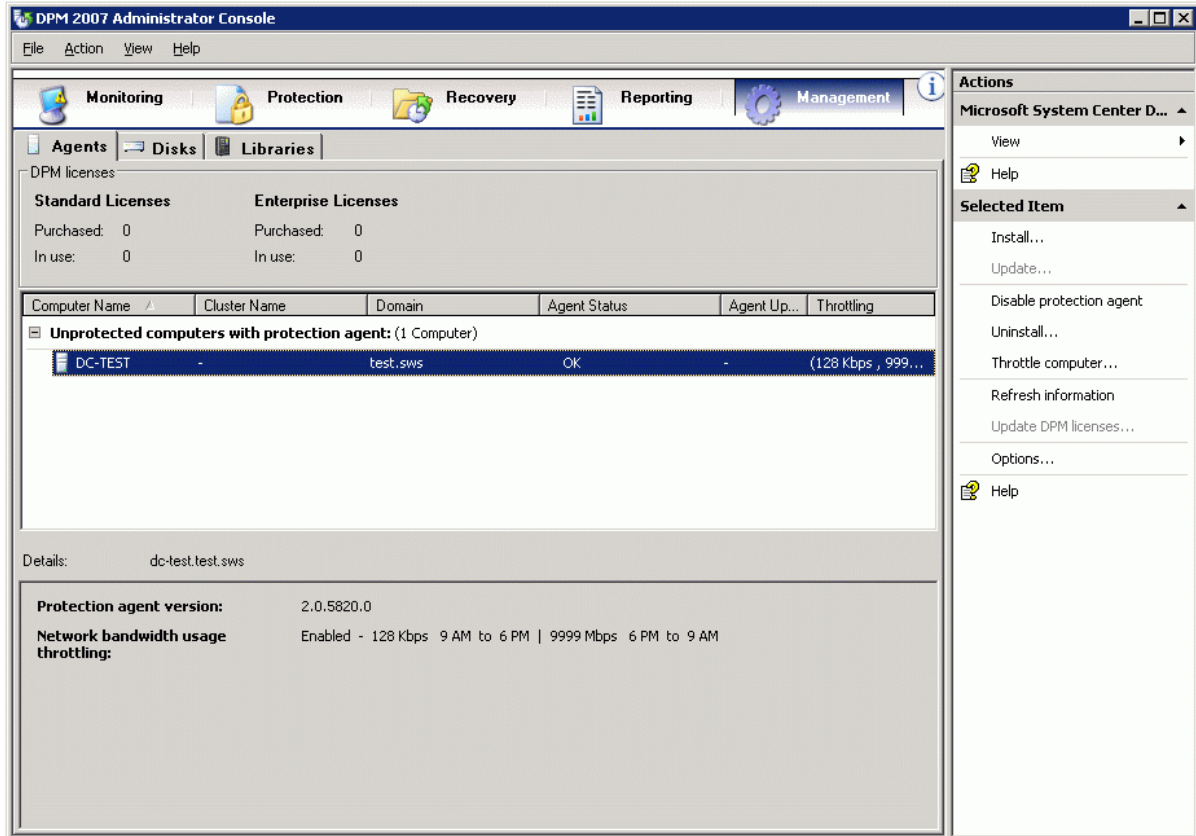 DPM 2007 Administrator Console
File Action View Help
Monitoring Protection Recovery Reporting Management
Agents Disks Libraries
DPM licenses
Standard Licenses Enterprise Licenses
Purchased: 0 Purchased: 0
In use: 0 In use: 0
Computer Name Cluster Name Domain Agent Status Agent Up... Throttling
Unprotected computers with protection agent: (1 Computer)
DC-TEST - test.sws OK - (128 Kbps , 999...
Details: dc-test.test.sws
Protection agent version: 2.0.5820.0
Network bandwidth usage Enabled - 128 Kbps 9 AM to 6 PM | 9999 Mbps 6 PM to 9 AM
throttling:
Actions
Microsoft System Center D...
View
Help
Selected Item
Install...
Update...
Disable protection agent
Uninstall...
Throttle computer...
Refresh information
Update DPM licenses...
Options...
Help